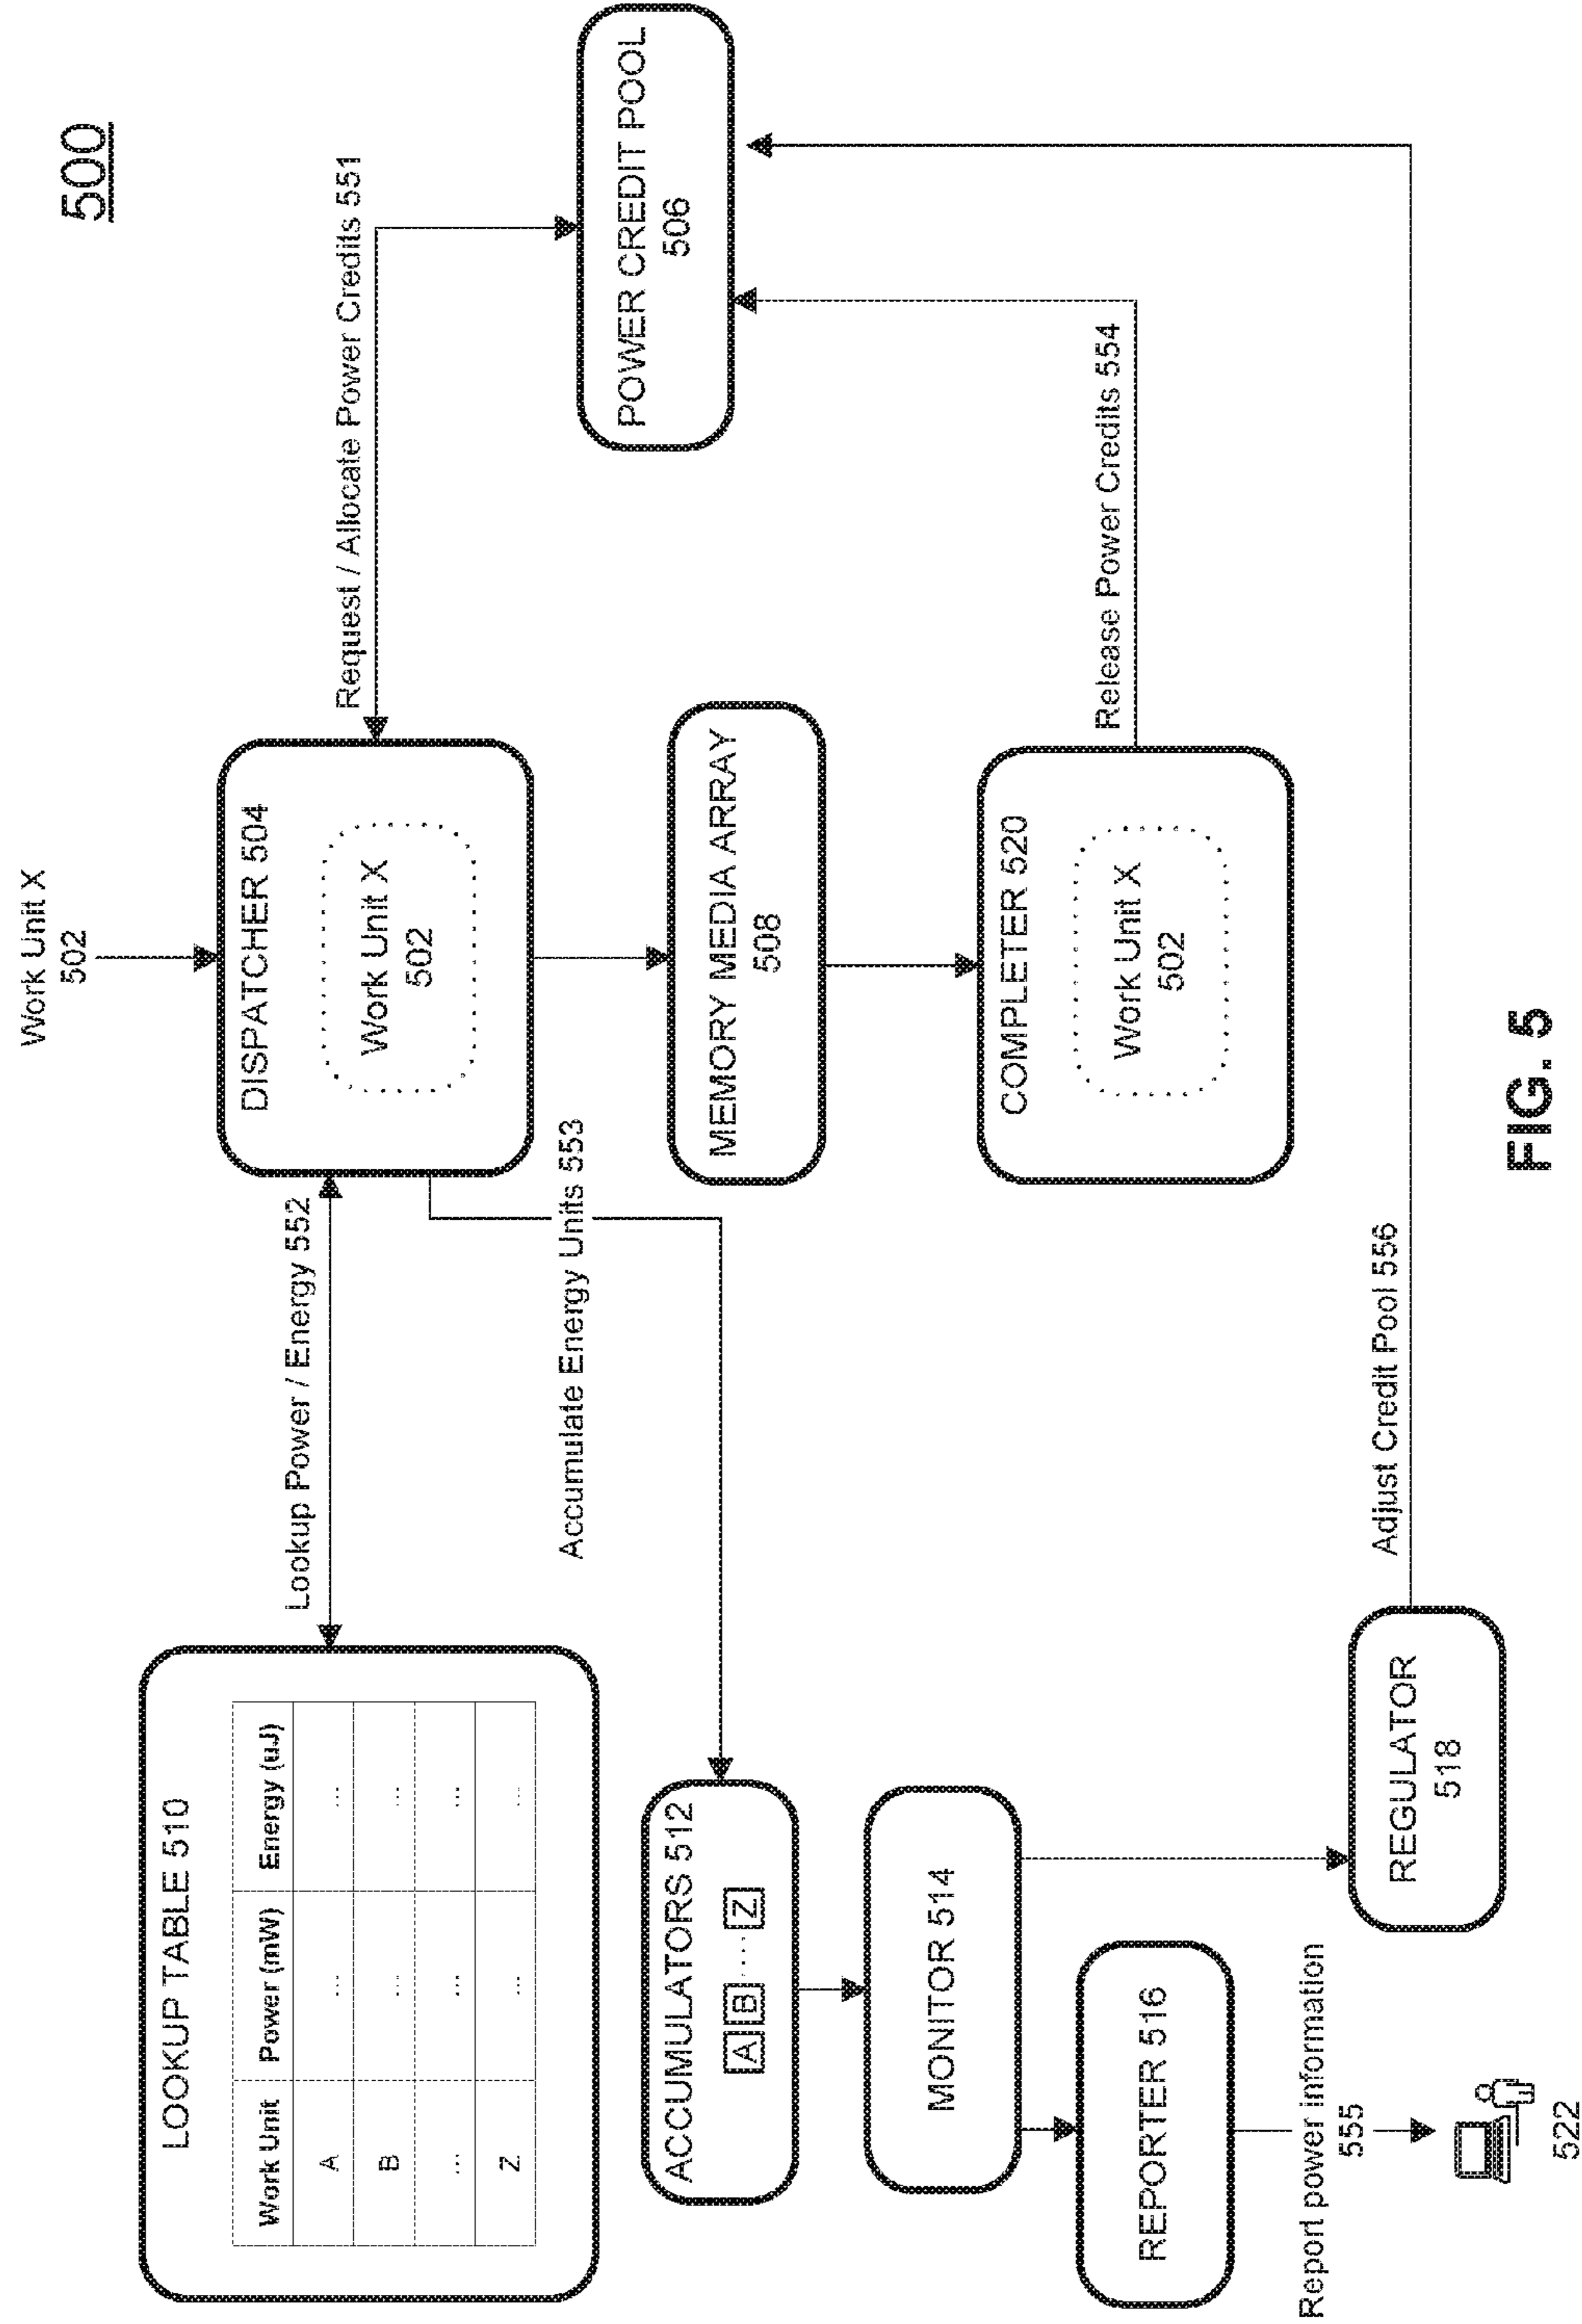 500
Work Unit X
502
LOOKUP TABLE 510
Work Unit Power (mW) Energy (uJ)
A ... ...
B ... ...
... ... ...
Z ... ...
Lookup Power / Energy 552
DISPATCHER 504
Work Unit X
502
Request / Allocate Power Credits 551
POWER CREDIT POOL
506
Accumulate Energy Units 553
ACCUMULATORS 512
A B ..... Z
MEMORY MEDIA ARRAY
508
MONITOR 514
COMPLETER 520
Work Unit X
502
Release Power Credits 554
REPORTER 516
Report power information
555
522
REGULATOR
518
Adjust Credit Pool 556
FIG. 5